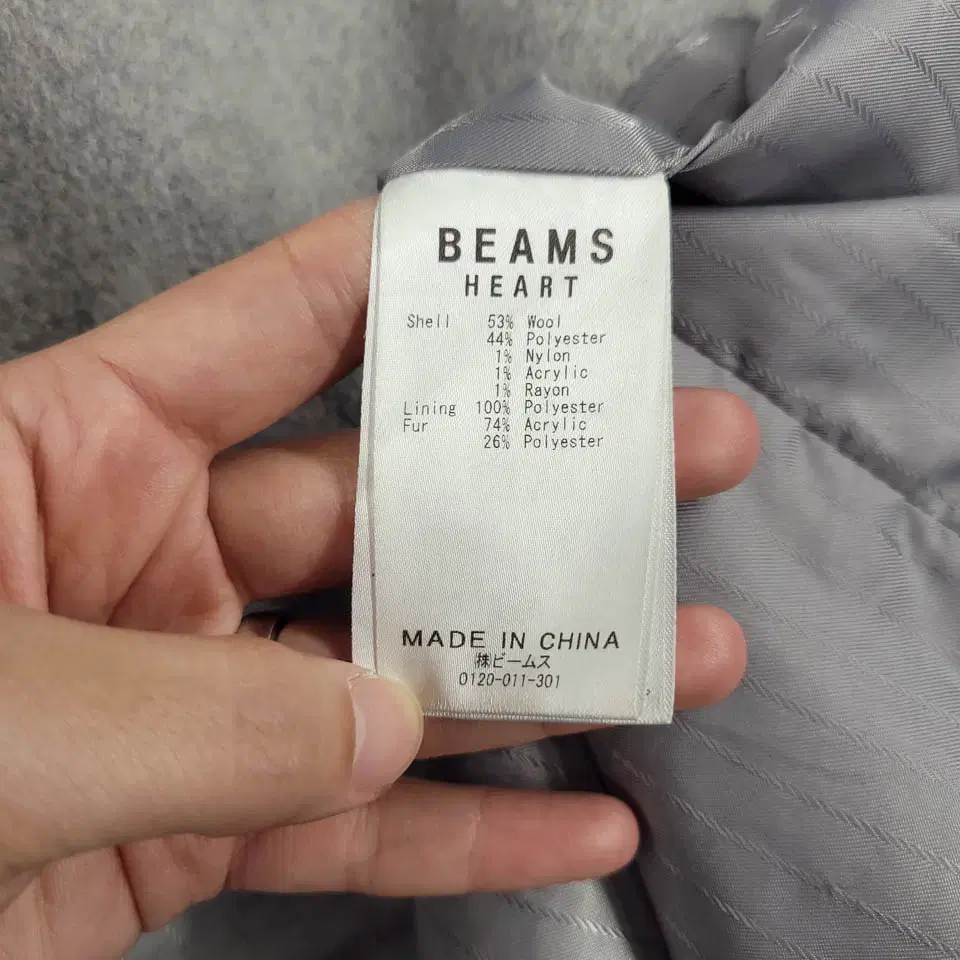 BEAMS
HEART
Shell 53% Wool
44% Polyester
1% Nylon
1% Acrylic
1% Rayon
Lining 100% Polyester
Fur 74% Acrylic
26% Polyester
MADE IN CHINA
㈱ビームス
0120-011-301